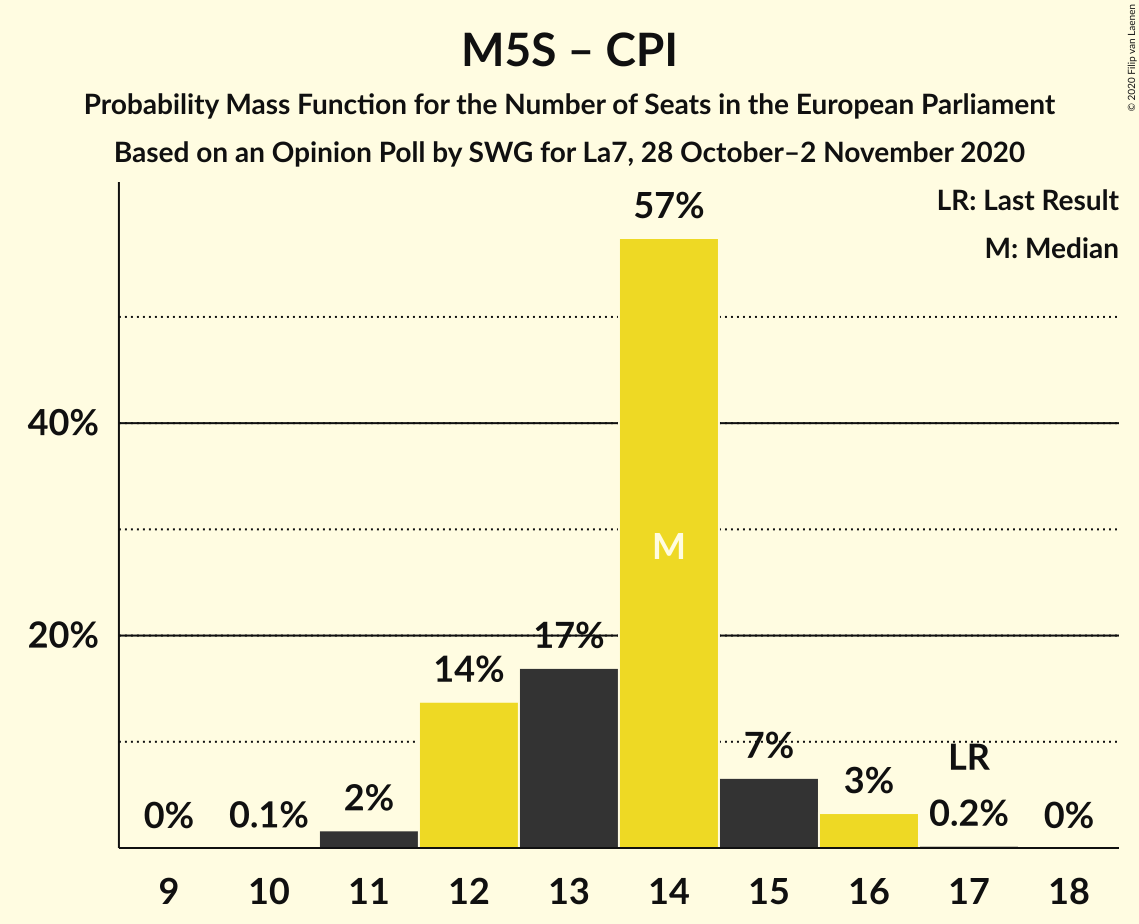 M5S – CPI
Probability Mass Function for the Number of Seats in the European Parliament
Based on an Opinion Poll by SWG for La7, 28 October–2 November 2020
© 2020 Filip van Laenen
LR: Last Result
M: Median
57%
40%
M
20%
17%
14%
7%
LR
3%
2%
0%
0.1%
0.2%
0%
9 10 11 12 13 14 15 16 17 18